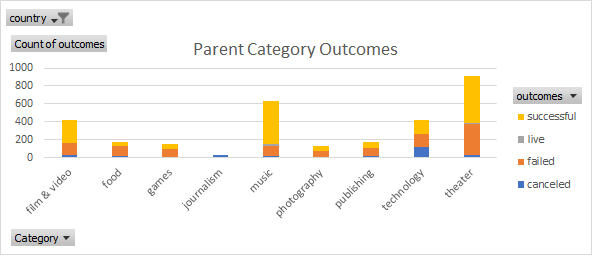 country
Count of outcomes
Parent Category Outcomes
1000
800
600
400
200
0
film & video
food
games
journalism
music
photography
publishing
technology
theater
outcomes
successful
live
failed
canceled
Category